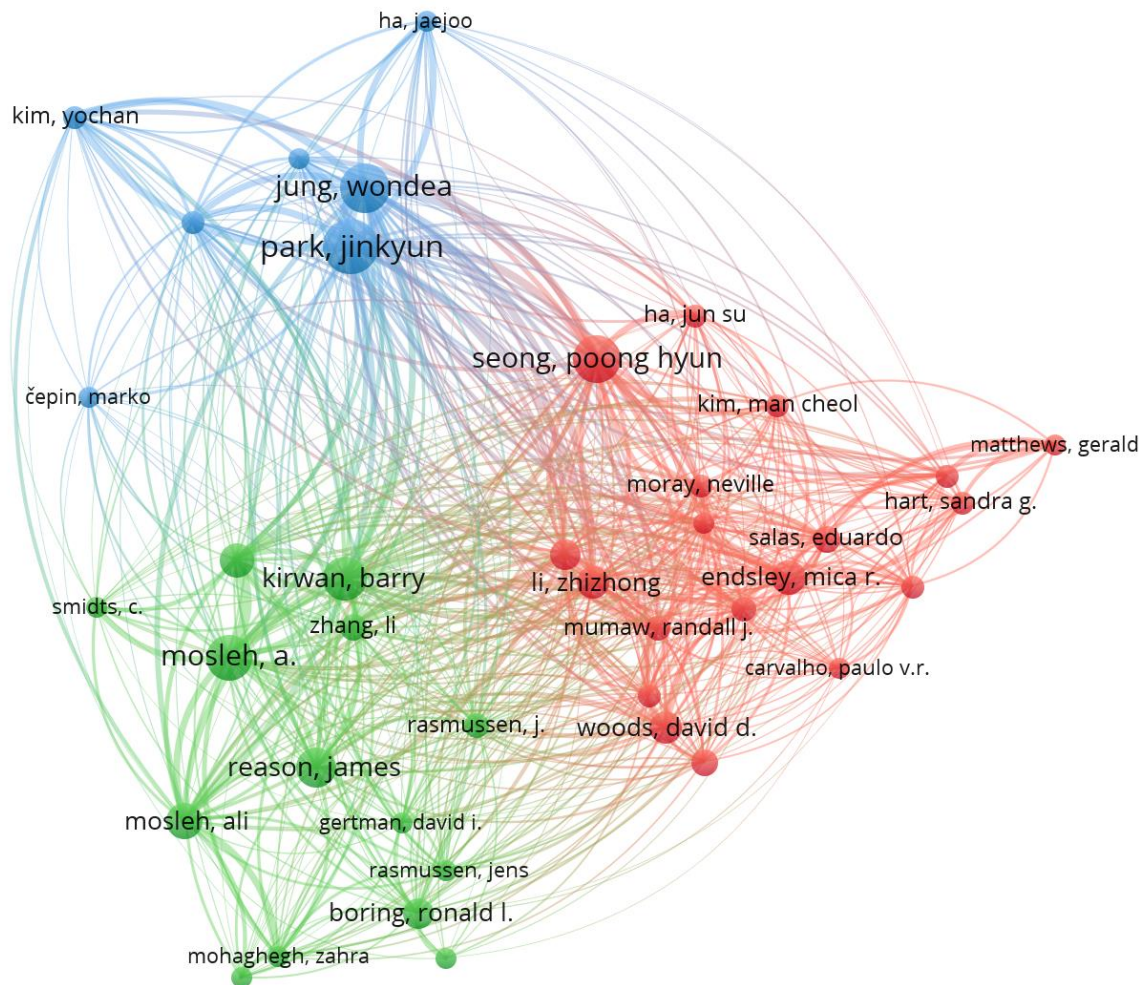 ha, jaejoo
kim, yochan
jung, wondea
park, jinkyun
ha, jun su
seong, poong hyun
čepin, marko
kim, man cheol
matthews, gerald
moray, neville
hart, sandra g.
salas, eduardo
kirwan, barry
li, zhizhong
endsley, mica r.
smidts, c.
zhang, li
mumaw, randall j.
mosleh, a.
carvalho, paulo v.r.
rasmussen, j.
woods, david d.
reason, james
mosleh, ali
gertman, david i.
rasmussen, jens
boring, ronald l.
mohaghegh, zahra